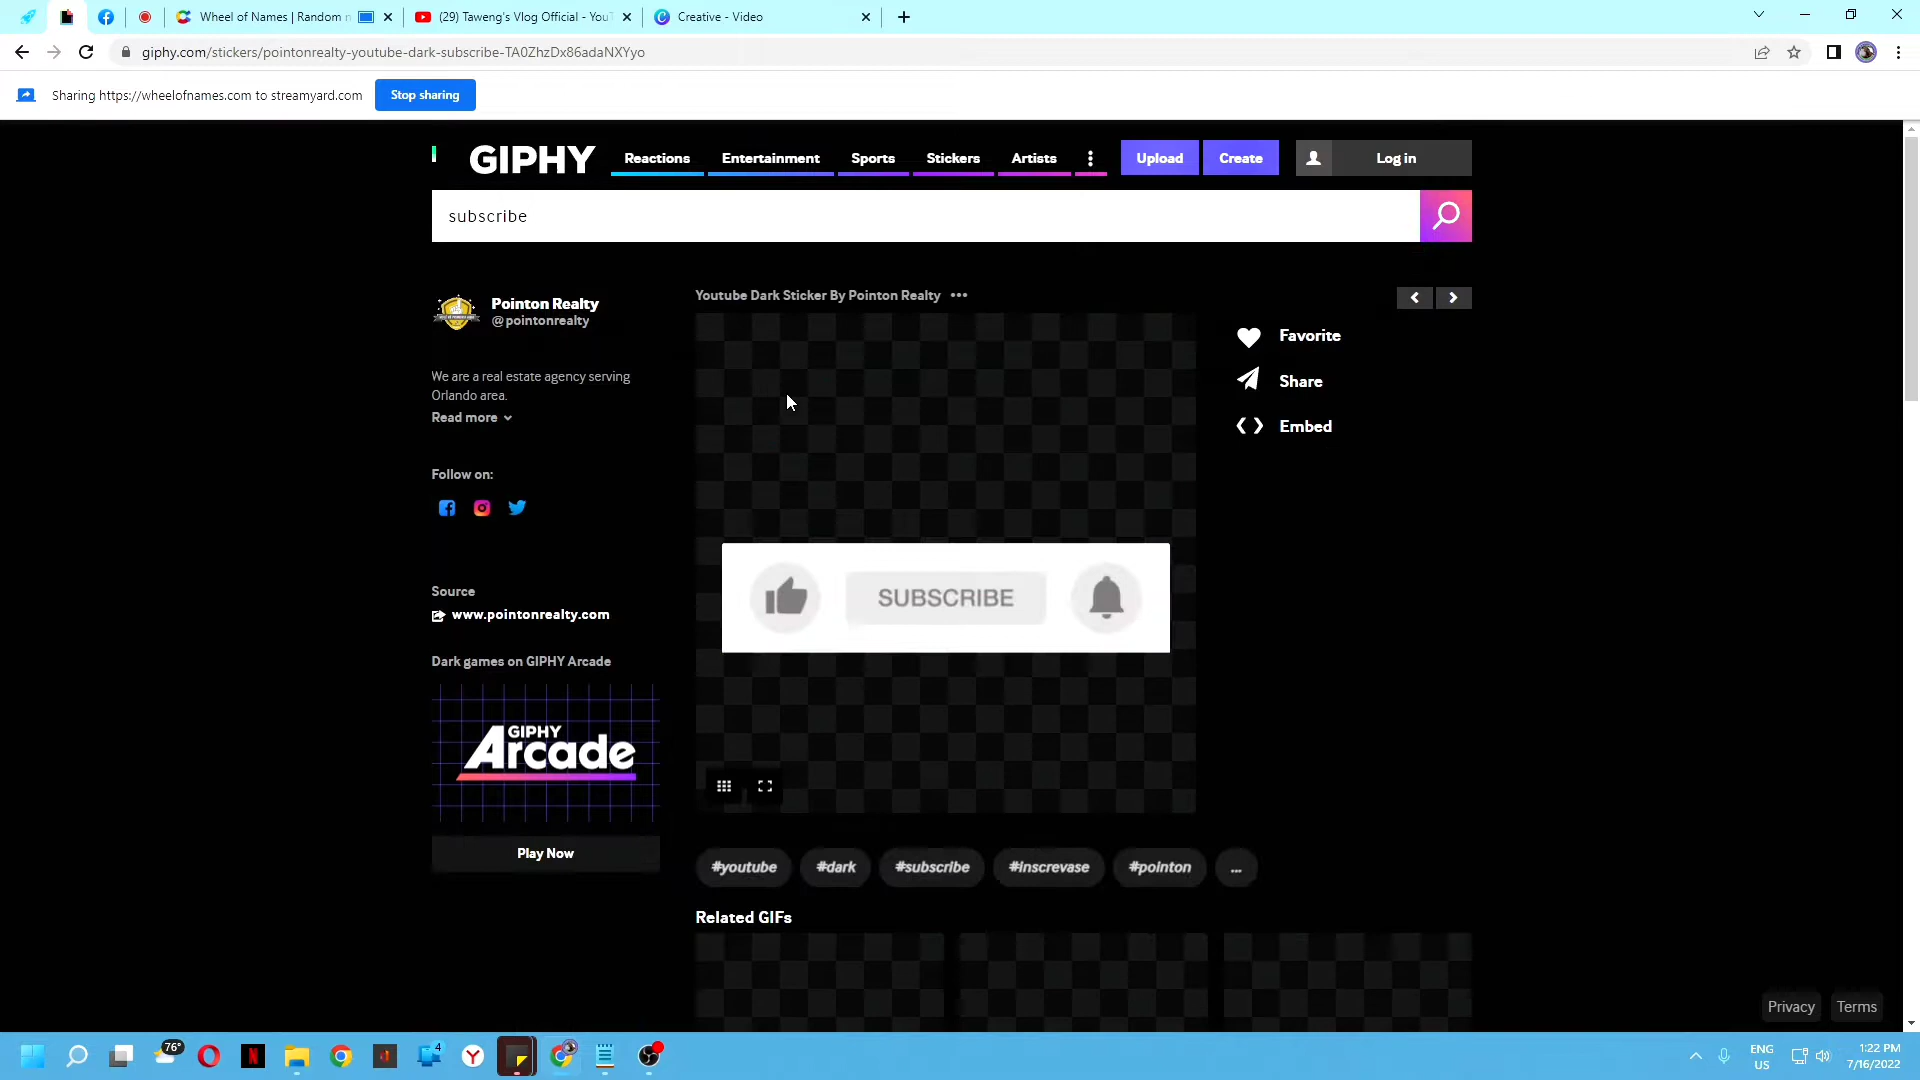 Wheel of Names | Random n
(29) Taweng's Vlog Official - YouT
Creative - Video
giphy.com/stickers/pointonrealty-youtube-dark-subscribe-TA0ZhzDx86adaNXYyo
Sharing https://wheelofnames.com to streamyard.com
Stop sharing
GIPHY
Reactions
Entertainment
Sports
Stickers
Artists
Upload
Create
Log in
subscribe
Pointon Realty
@pointonrealty
Youtube Dark Sticker By Pointon Realty
Favorite
Share
Embed
We are a real estate agency serving
Orlando area.
Read more
Follow on:
SUBSCRIBE
Source
www.pointonrealty.com
Dark games on GIPHY Arcade
GIPHY
Arcade
Play Now
#youtube
#dark
#subscribe
#inscrevase
#pointon
...
Related GIFs
Privacy
Terms
76°
4
ENG
US
1:22 PM
7/16/2022